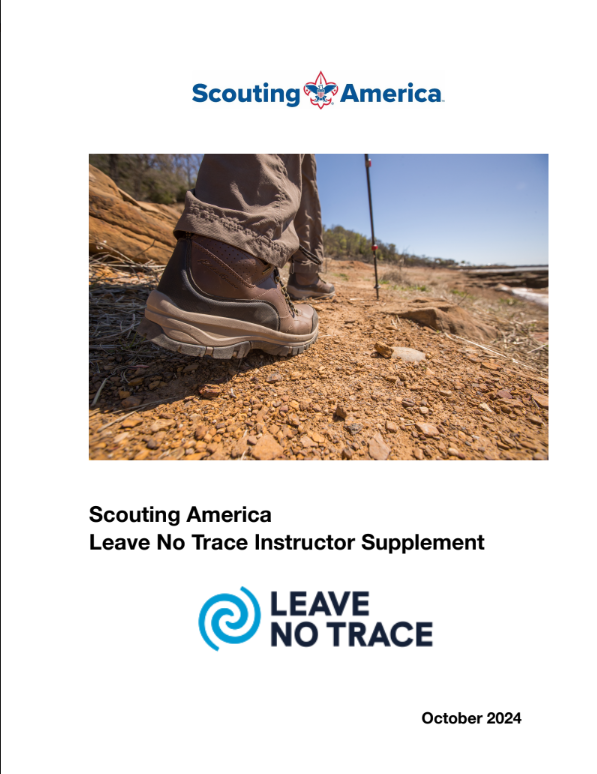 Scouting America
Scouting America
Leave No Trace Instructor Supplement
LEAVE
NO TRACE
October 2024